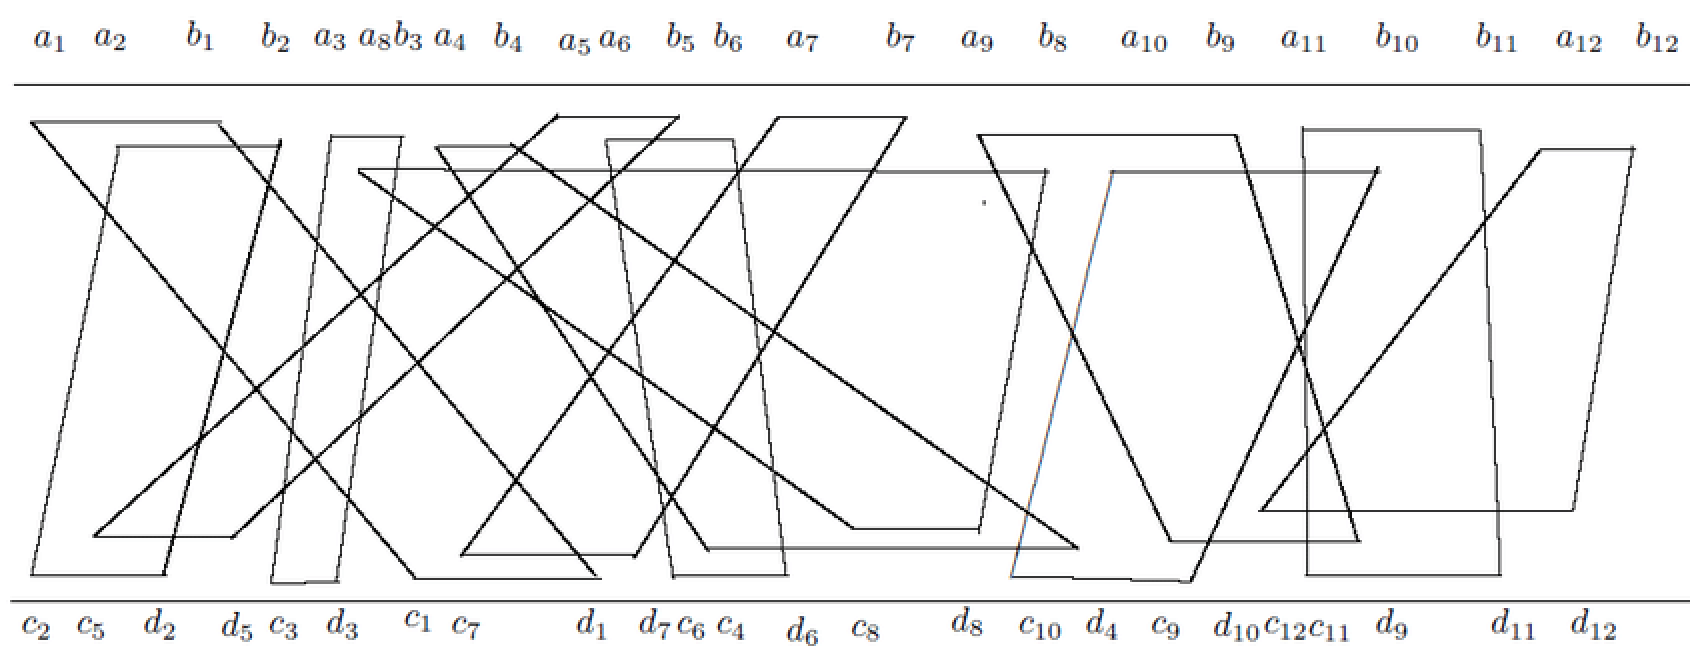 a₁ a₂ b₁ b₂ a₃ a₈ b₃ a₄ b₄ a₅ a₆ b₅ b₆ a₇ b₇ a₉ b₈ a₁₀ b₉ a₁₁ b₁₀ b₁₁ a₁₂ b₁₂
c₂ c₅ d₂ d₅ c₃ d₃ c₁ c₇ d₁ d₇ c₆ c₄ d₆ c₈ d₈ c₁₀ d₄ c₉ d₁₀ c₁₂ c₁₁ d₉ d₁₁ d₁₂